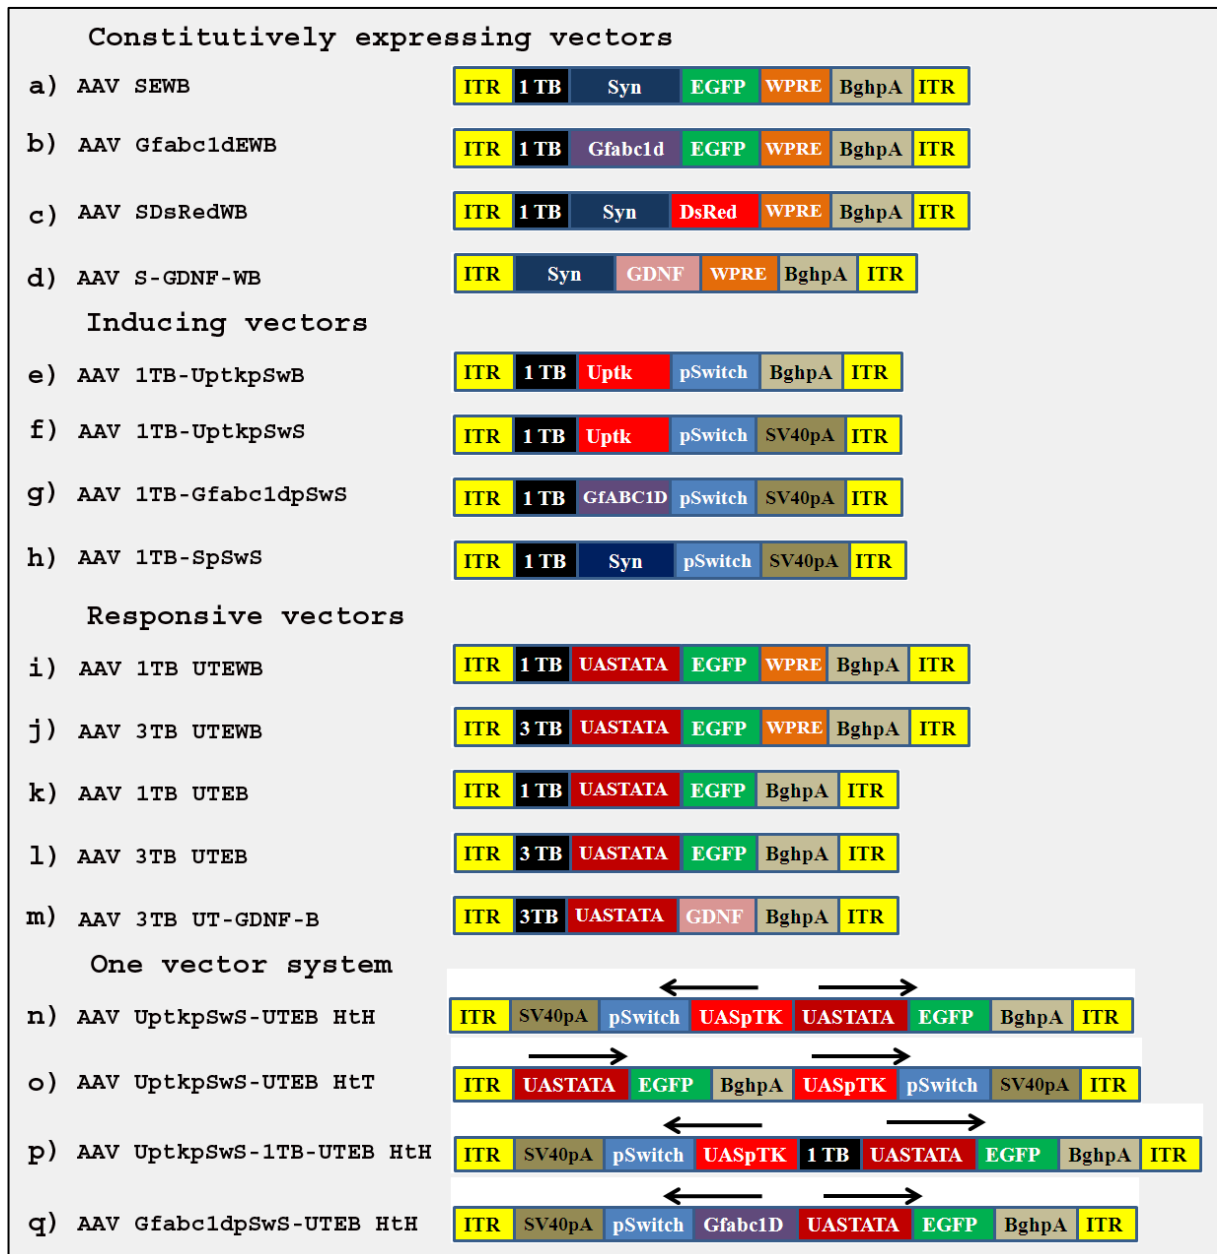 Constitutively expressing vectors
a) AAV SEWB ITR 1 TB Syn EGFP WPRE BghpA ITR
b) AAV Gfabc1dEWB ITR 1 TB Gfabc1d EGFP WPRE BghpA ITR
c) AAV SDsRedWB ITR 1 TB Syn DsRed WPRE BghpA ITR
d) AAV S-GDNF-WB ITR Syn GDNF WPRE BghpA ITR
Inducing vectors
e) AAV 1TB-UptkpSwB ITR 1 TB Uptk pSwitch BghpA ITR
f) AAV 1TB-UptkpSwS ITR 1 TB Uptk pSwitch SV40pA ITR
g) AAV 1TB-Gfabc1dpSwS ITR 1 TB GfABC1D pSwitch SV40pA ITR
h) AAV 1TB-SpSwS ITR 1 TB Syn pSwitch SV40pA ITR
Responsive vectors
i) AAV 1TB UTEWB ITR 1 TB UASTATA EGFP WPRE BghpA ITR
j) AAV 3TB UTEWB ITR 3 TB UASTATA EGFP WPRE BghpA ITR
k) AAV 1TB UTEB ITR 1 TB UASTATA EGFP BghpA ITR
l) AAV 3TB UTEB ITR 3 TB UASTATA EGFP BghpA ITR
m) AAV 3TB UT-GDNF-B ITR 3TB UASTATA GDNF BghpA ITR
One vector system
n) AAV UptkpSwS-UTEB HtH ITR SV40pA pSwitch UASpTK UASTATA EGFP BghpA ITR
o) AAV UptkpSwS-UTEB HtT ITR UASTATA EGFP BghpA UASpTK pSwitch SV40pA ITR
p) AAV UptkpSwS-1TB-UTEB HtH ITR SV40pA pSwitch UASpTK 1 TB UASTATA EGFP BghpA ITR
q) AAV Gfabc1dpSwS-UTEB HtH ITR SV40pA pSwitch Gfabc1D UASTATA EGFP BghpA ITR